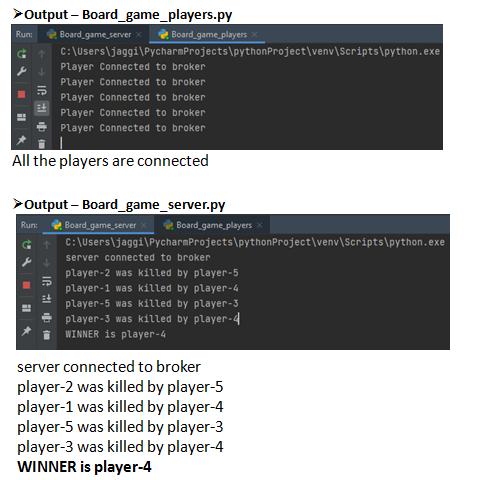 ➢Output – Board_game_players.py
Run: Board_game_server × Board_game_players ×
C:\Users\jaggi\PycharmProjects\pythonProject\venv\Scripts\python.exe
Player Connected to broker
Player Connected to broker
Player Connected to broker
Player Connected to broker
Player Connected to broker
All the players are connected
➢Output – Board_game_server.py
Run: Board_game_server × Board_game_players ×
C:\Users\jaggi\PycharmProjects\pythonProject\venv\Scripts\python.exe
server connected to broker
player-2 was killed by player-5
player-1 was killed by player-4
player-5 was killed by player-3
player-3 was killed by player-4
WINNER is player-4
server connected to broker
player-2 was killed by player-5
player-1 was killed by player-4
player-5 was killed by player-3
player-3 was killed by player-4
WINNER is player-4